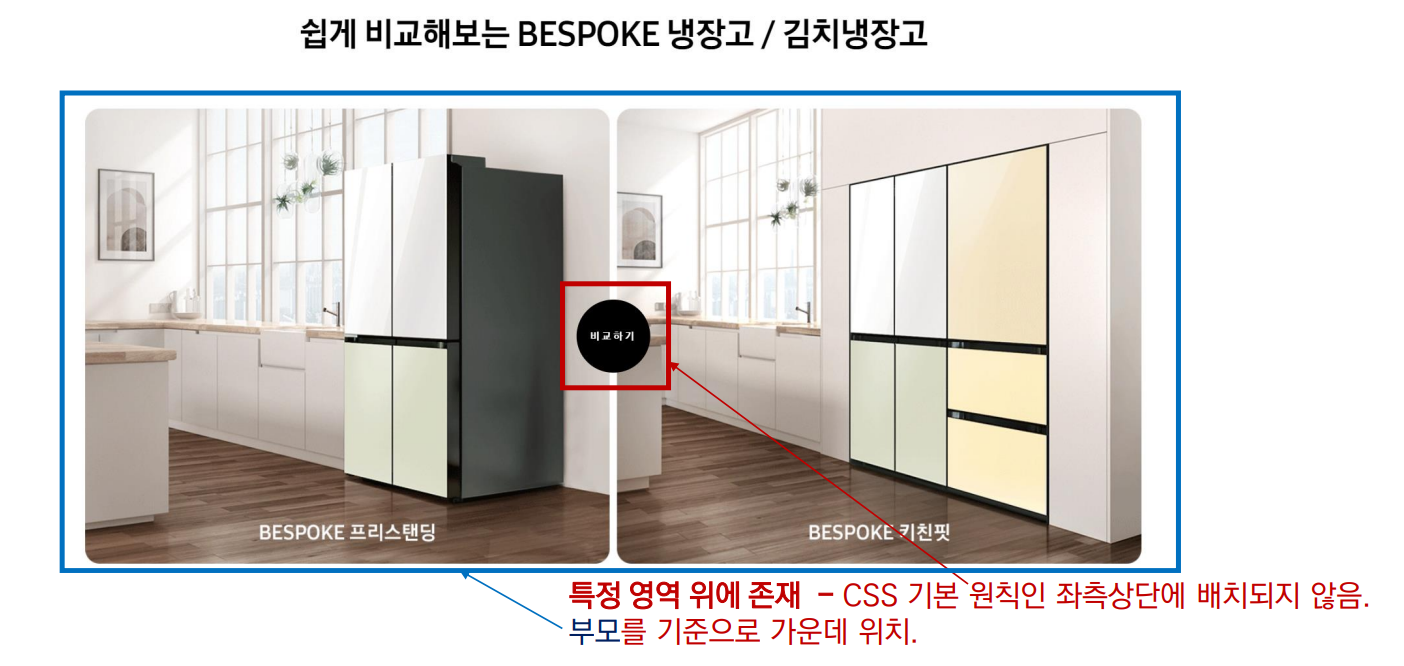 쉽게 비교해보는 BESPOKE 냉장고 / 김치냉장고
비교하기
BESPOKE 프리스탠딩
BESPOKE 키친핏
특정 영역 위에 존재 – CSS 기본 원칙인 좌측상단에 배치되지 않음.
부모를 기준으로 가운데 위치.